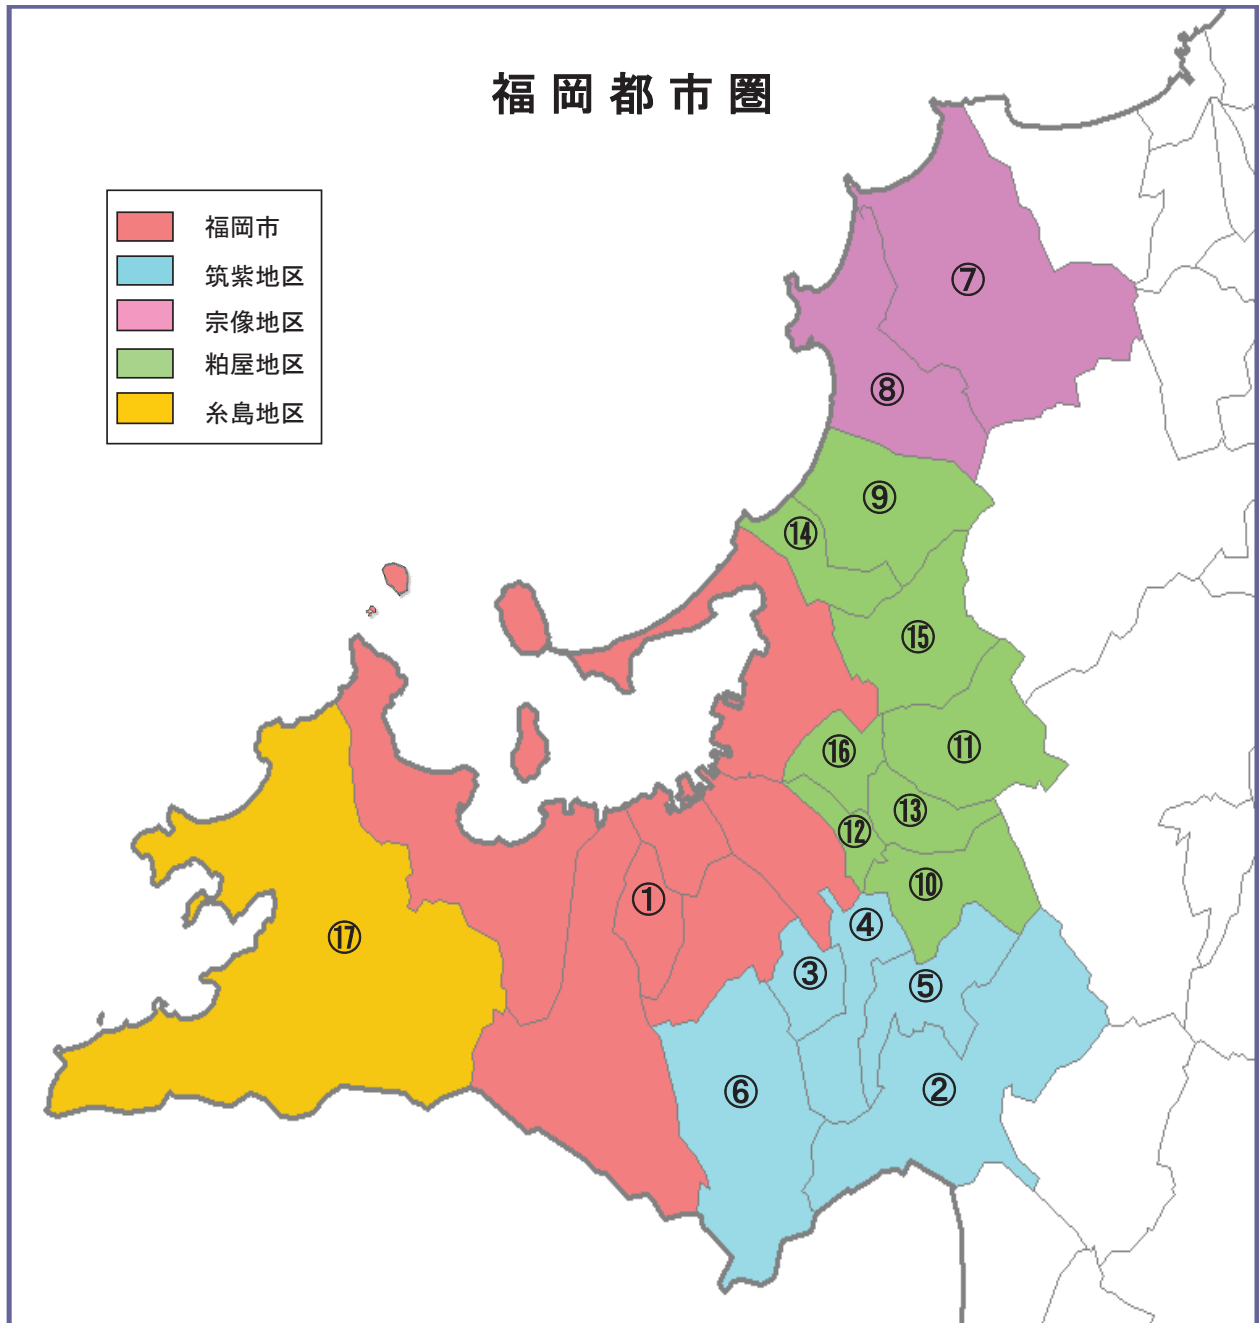 福岡都市圏
福岡市
筑紫地区
宗像地区
粕屋地区
糸島地区
⑦
⑧
⑨
⑭
⑮
⑯
⑪
⑬
⑫
⑩
①
④
⑰
③
⑤
⑥
②